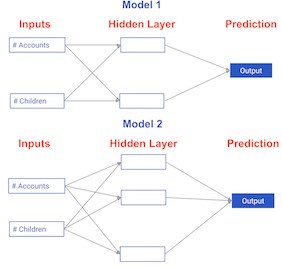 Model 1
Inputs Hidden Layer Prediction
# Accounts
Output
# Children
Model 2
Inputs Hidden Layer Prediction
# Accounts
Output
# Children